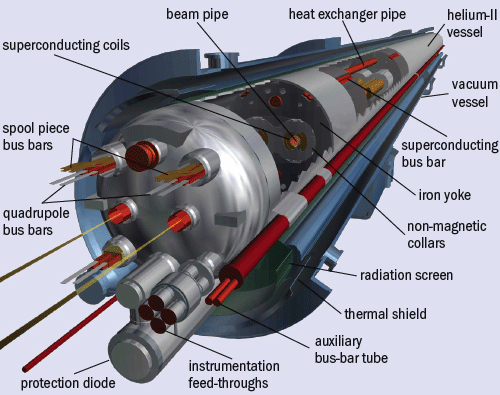 beam pipe
heat exchanger pipe
helium-II
vessel
superconducting coils
vacuum
vessel
spool piece
bus bars
superconducting
bus bar
iron yoke
quadrupole
bus bars
non-magnetic
collars
radiation screen
thermal shield
auxiliary
bus-bar tube
instrumentation
feed-throughs
protection diode